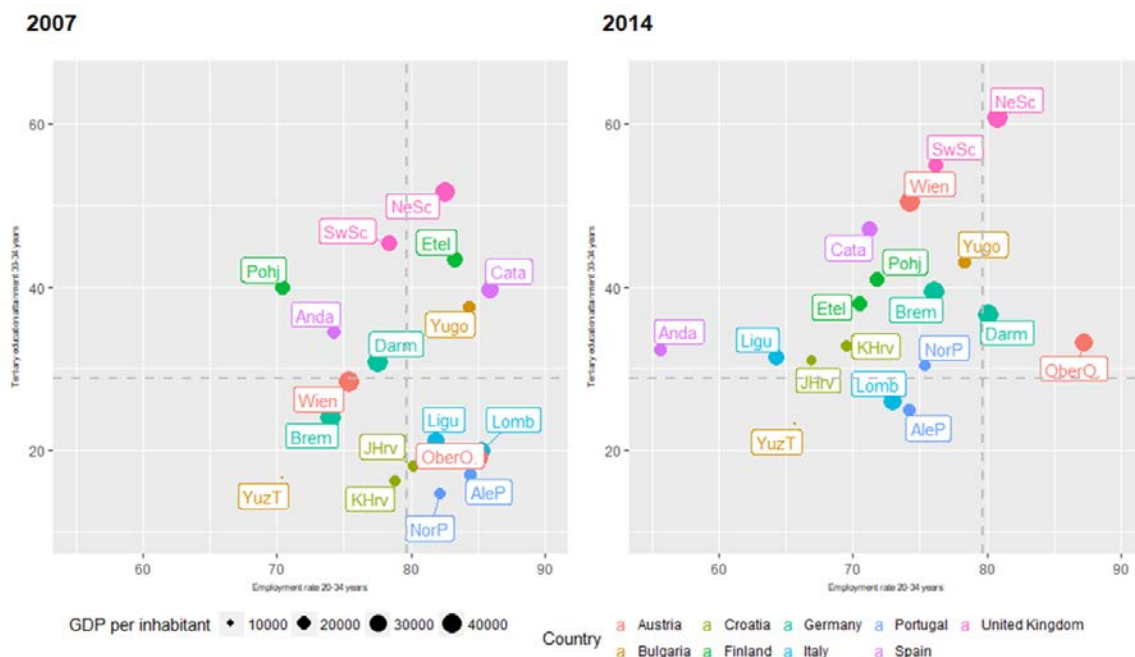 2007
Tertiary educationattainment 30-34 years
60
40
20
NeSc
SwSc
Etel
Pohj
Cata
Anda
Yugo
Darm
Wien
Brem
Ligu
Lomb
JHrv
OberO.
YuzT
KHrv
AleP
NorP
60
70
80
90
Employment rate 20-34 years
2014
Tertiary educationattainment 30-34 years
60
40
20
NeSc
SwSc
Wien
Cata
Yugo
Pohj
Etel
Brem
Anda
Ligu
KHrv
NorP
Darm
JHrv
OberO.
Lomb
AleP
YuzT
60
70
80
90
Employment rate 20-34 years
GDP per inhabitant 10000 20000 30000 40000
Country
a Austria a Croatia a Germany a Portugal a United Kingdom
a Bulgaria a Finland a Italy a Spain